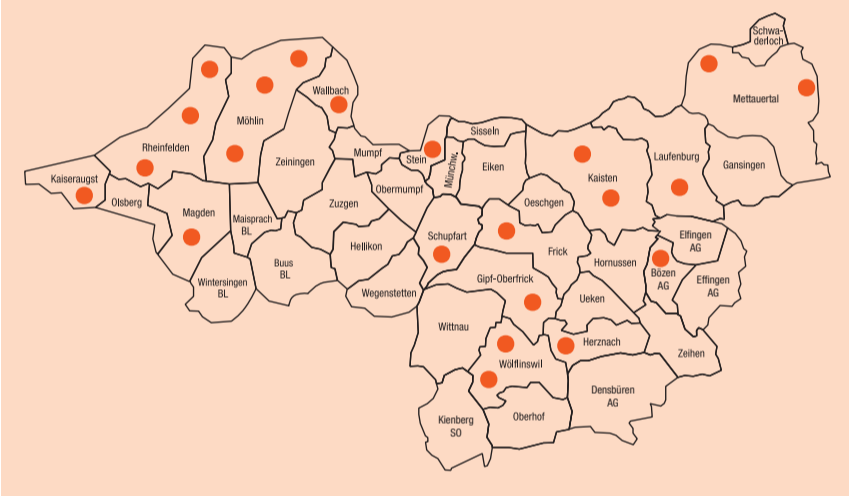 Schwa-
derloch
Mettauertal
Wallbach
Möhlin
Rheinfelden
Sisseln
Mumpf
Stein
Münchw.
Eiken
Zeiningen
Laufenburg
Gansingen
Kaisten
Kaiseraugst
Olsberg
Obermumpf
Oeschgen
Zuzgen
Magden
Maisprach
BL
Schupfart
Elfingen
AG
Hellikon
Frick
Hornussen
Buus
BL
Bözen
AG
Gipf-Oberfrick
Effingen
AG
Wintersingen
BL
Wegenstetten
Ueken
Wittnau
Herznach
Zeihen
Wölflinswil
Densbüren
AG
Kienberg
SO
Oberhof